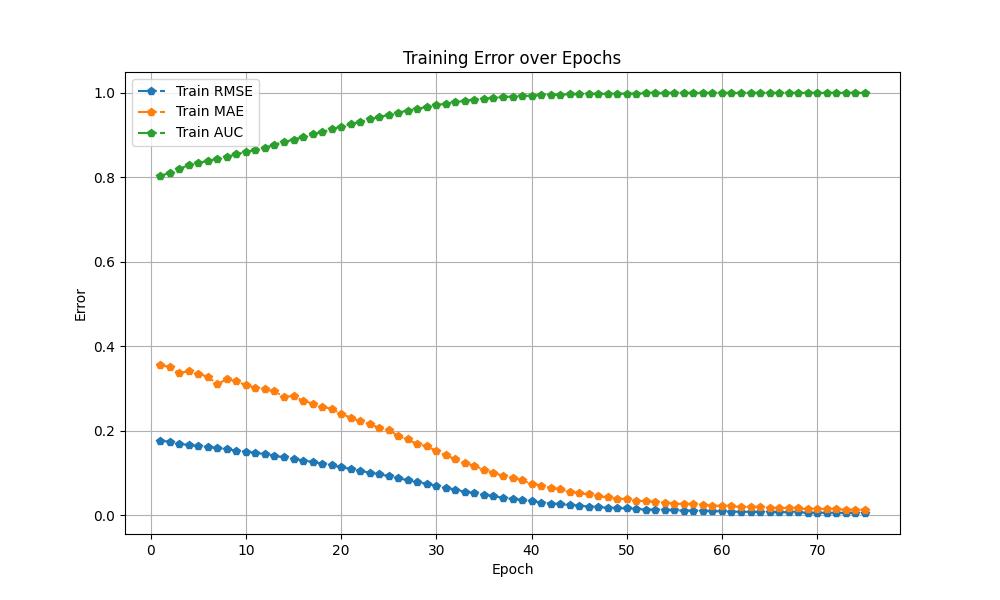 Training Error over Epochs
Train RMSE
Train MAE
Train AUC
1.0
0.8
0.6
0.4
0.2
0.0
Error
0 10 20 30 40 50 60 70
Epoch